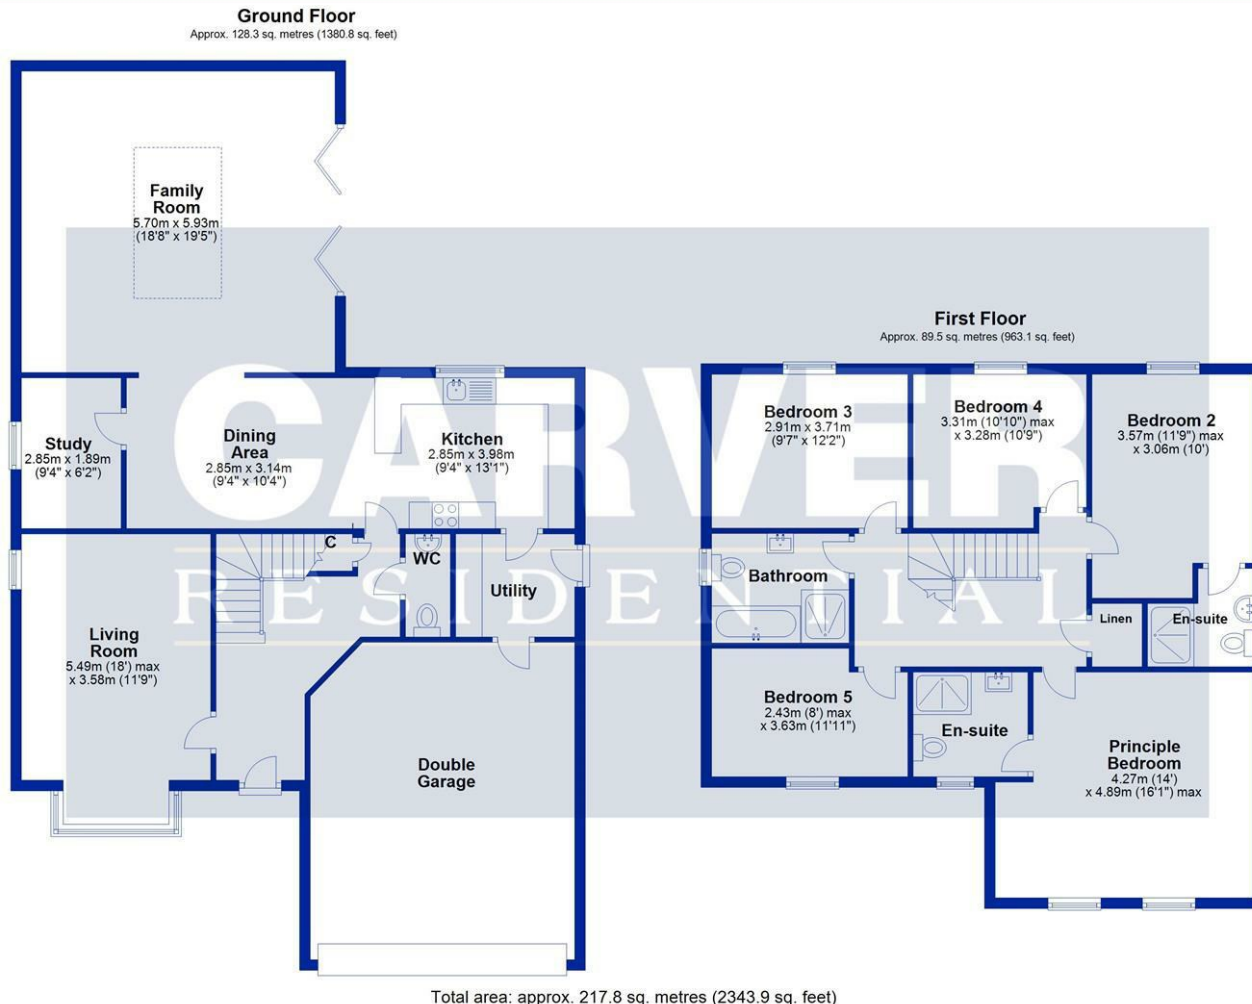 Ground Floor
Approx. 128.3 sq. metres (1380.8 sq. feet)
Family
Room
5.70m x 5.93m
(18'8" x 19'5")
Study
2.85m x 1.89m
(9'4" x 6'2")
Dining
Area
2.85m x 3.14m
(9'4" x 10'4")
Kitchen
2.85m x 3.98m
(9'4" x 13'1")
C
WC
Utility
Living
Room
5.49m (18') max
x 3.58m (11'9")
Double
Garage
First Floor
Approx. 89.5 sq. metres (963.1 sq. feet)
Bedroom 3
2.91m x 3.71m
(9'7" x 12'2")
Bedroom 4
3.31m (10'10") max
x 3.28m (10'9")
Bedroom 2
3.57m (11'9") max
x 3.06m (10')
Bathroom
Linen
En-suite
Bedroom 5
2.43m (8') max
x 3.63m (11'11")
En-suite
Principle
Bedroom
4.27m (14')
x 4.89m (16'1") max
CARVER
RESIDENTIAL
Total area: approx. 217.8 sq. metres (2343.9 sq. feet)